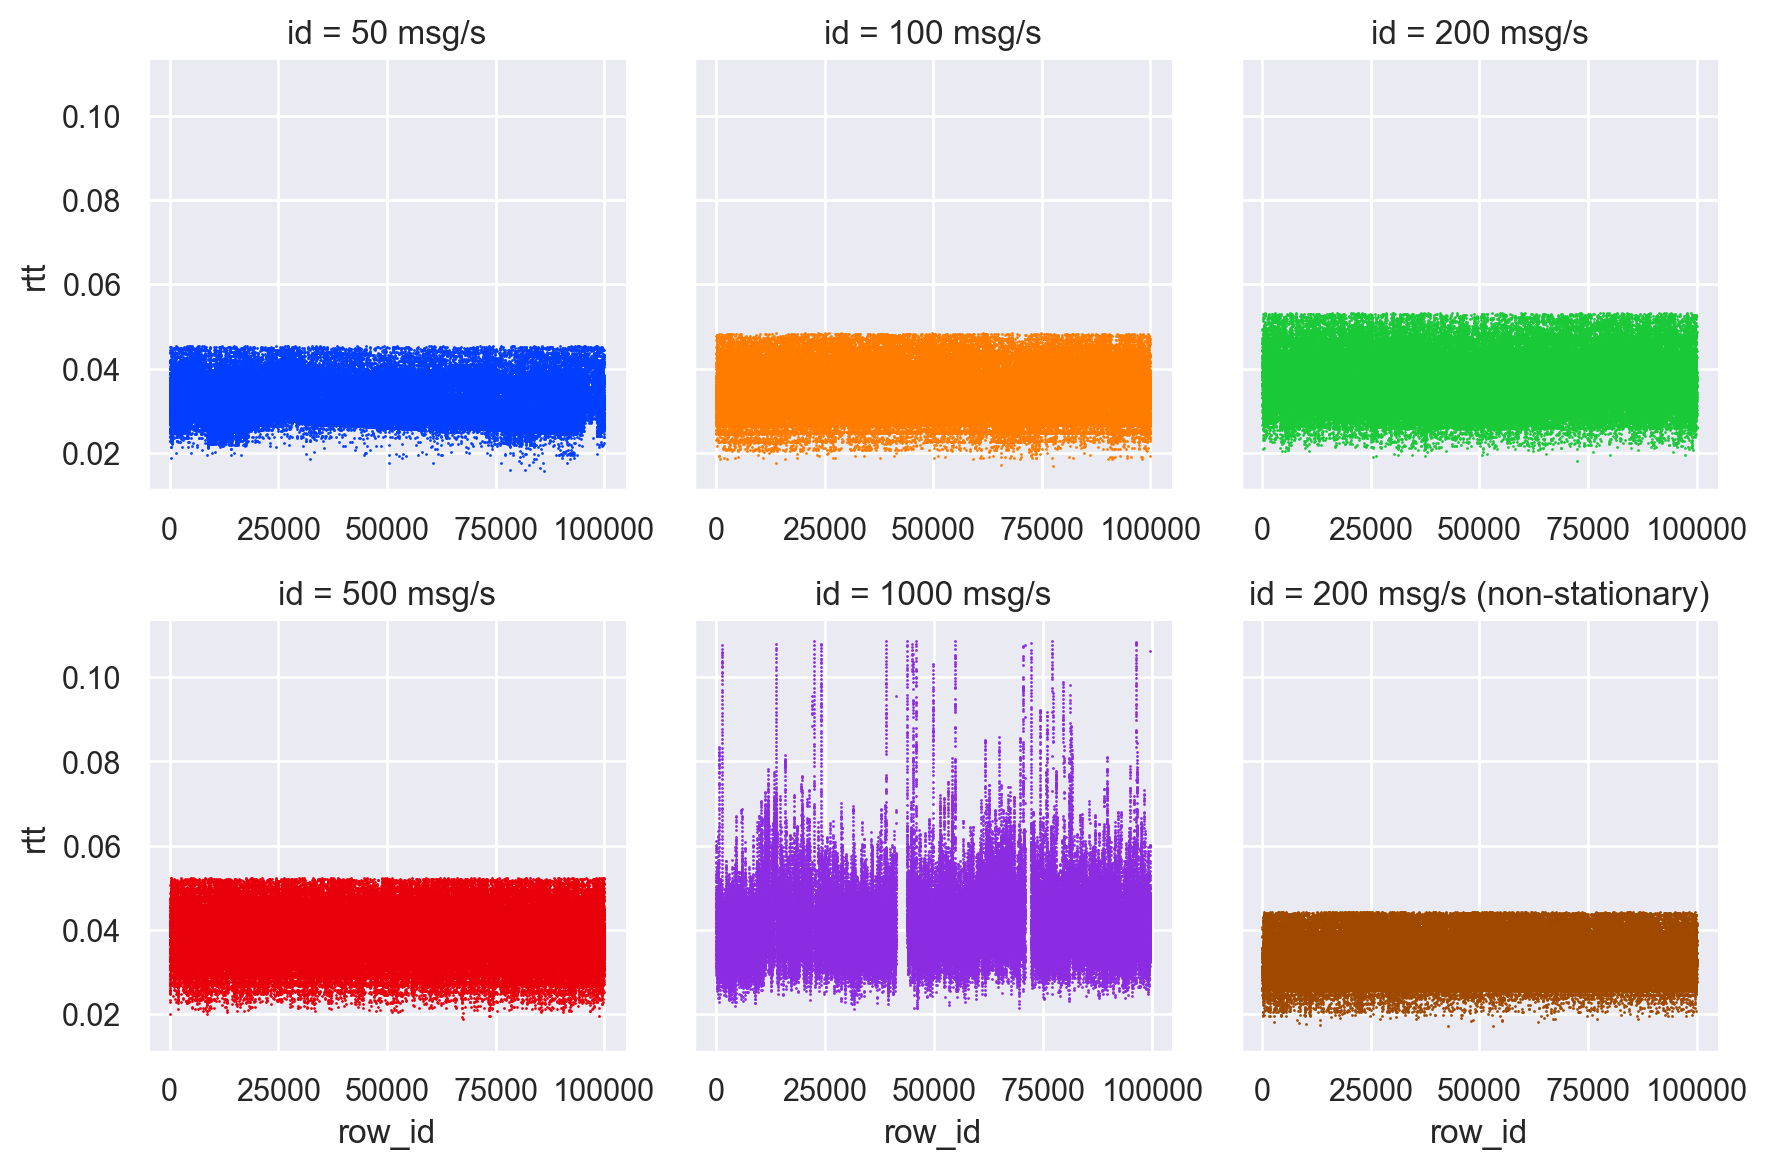 id = 50 msg/s
id = 100 msg/s
id = 200 msg/s
rtt
0.10
0.08
0.06
0.04
0.02
0 25000 50000 75000 100000
0 25000 50000 75000 100000
0 25000 50000 75000 100000
id = 500 msg/s
id = 1000 msg/s
id = 200 msg/s (non-stationary)
rtt
0.10
0.08
0.06
0.04
0.02
0 25000 50000 75000 100000
0 25000 50000 75000 100000
0 25000 50000 75000 100000
row_id
row_id
row_id